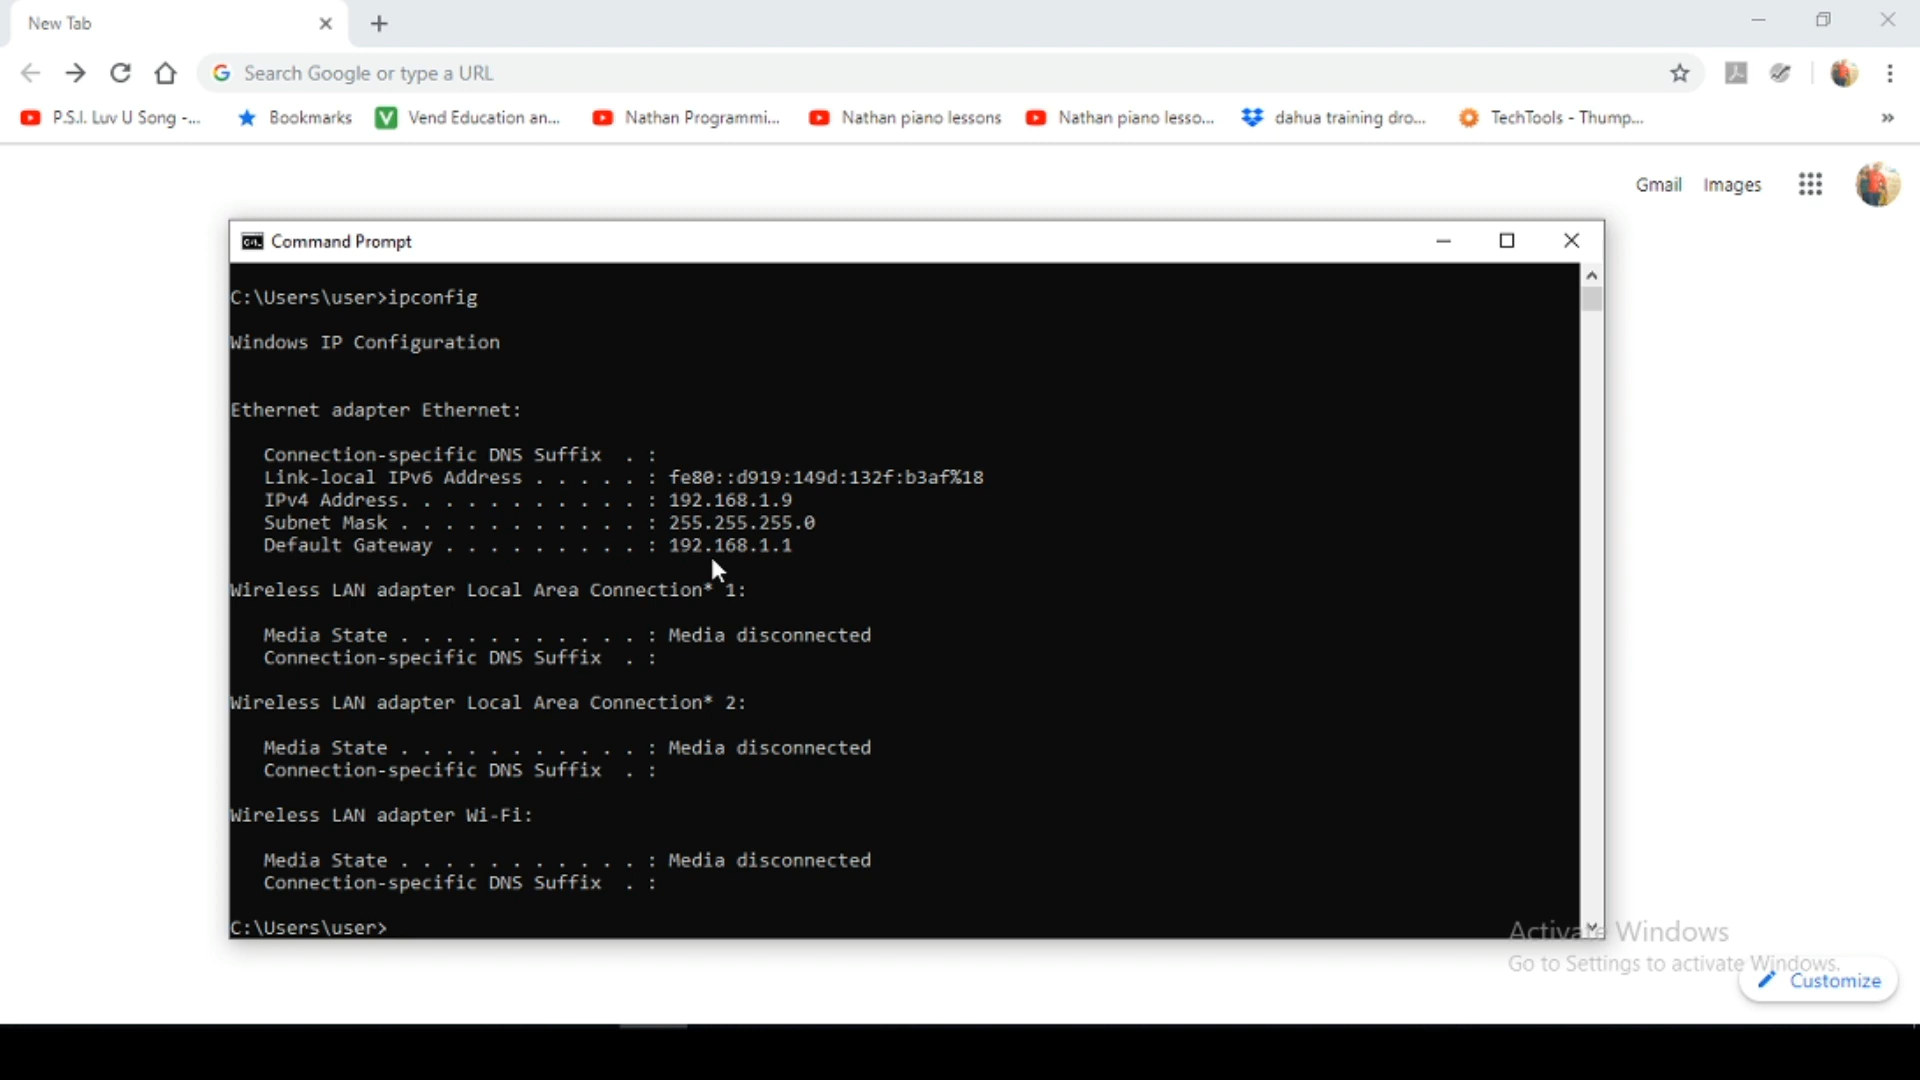 New Tab
Search Google or type a URL
P.S.I. Luv U Song -...
Bookmarks
Vend Education an...
Nathan Programmi...
Nathan piano lessons
Nathan piano lesso...
dahua training dro...
TechTools - Thump...
»
Gmail
Images
Command Prompt
C:\Users\user>ipconfig
Windows IP Configuration
Ethernet adapter Ethernet:
Connection-specific DNS Suffix . :
Link-local IPv6 Address . . . . . : fe80::d919:149d:132f:b3af%18
IPv4 Address. . . . . . . . . . . : 192.168.1.9
Subnet Mask . . . . . . . . . . . : 255.255.255.0
Default Gateway . . . . . . . . . : 192.168.1.1
Wireless LAN adapter Local Area Connection* 1:
Media State . . . . . . . . . . . : Media disconnected
Connection-specific DNS Suffix . :
Wireless LAN adapter Local Area Connection* 2:
Media State . . . . . . . . . . . : Media disconnected
Connection-specific DNS Suffix . :
Wireless LAN adapter Wi-Fi:
Media State . . . . . . . . . . . : Media disconnected
Connection-specific DNS Suffix . :
C:\Users\user>
Activate Windows
Go to Settings to activate Windows.
Customize